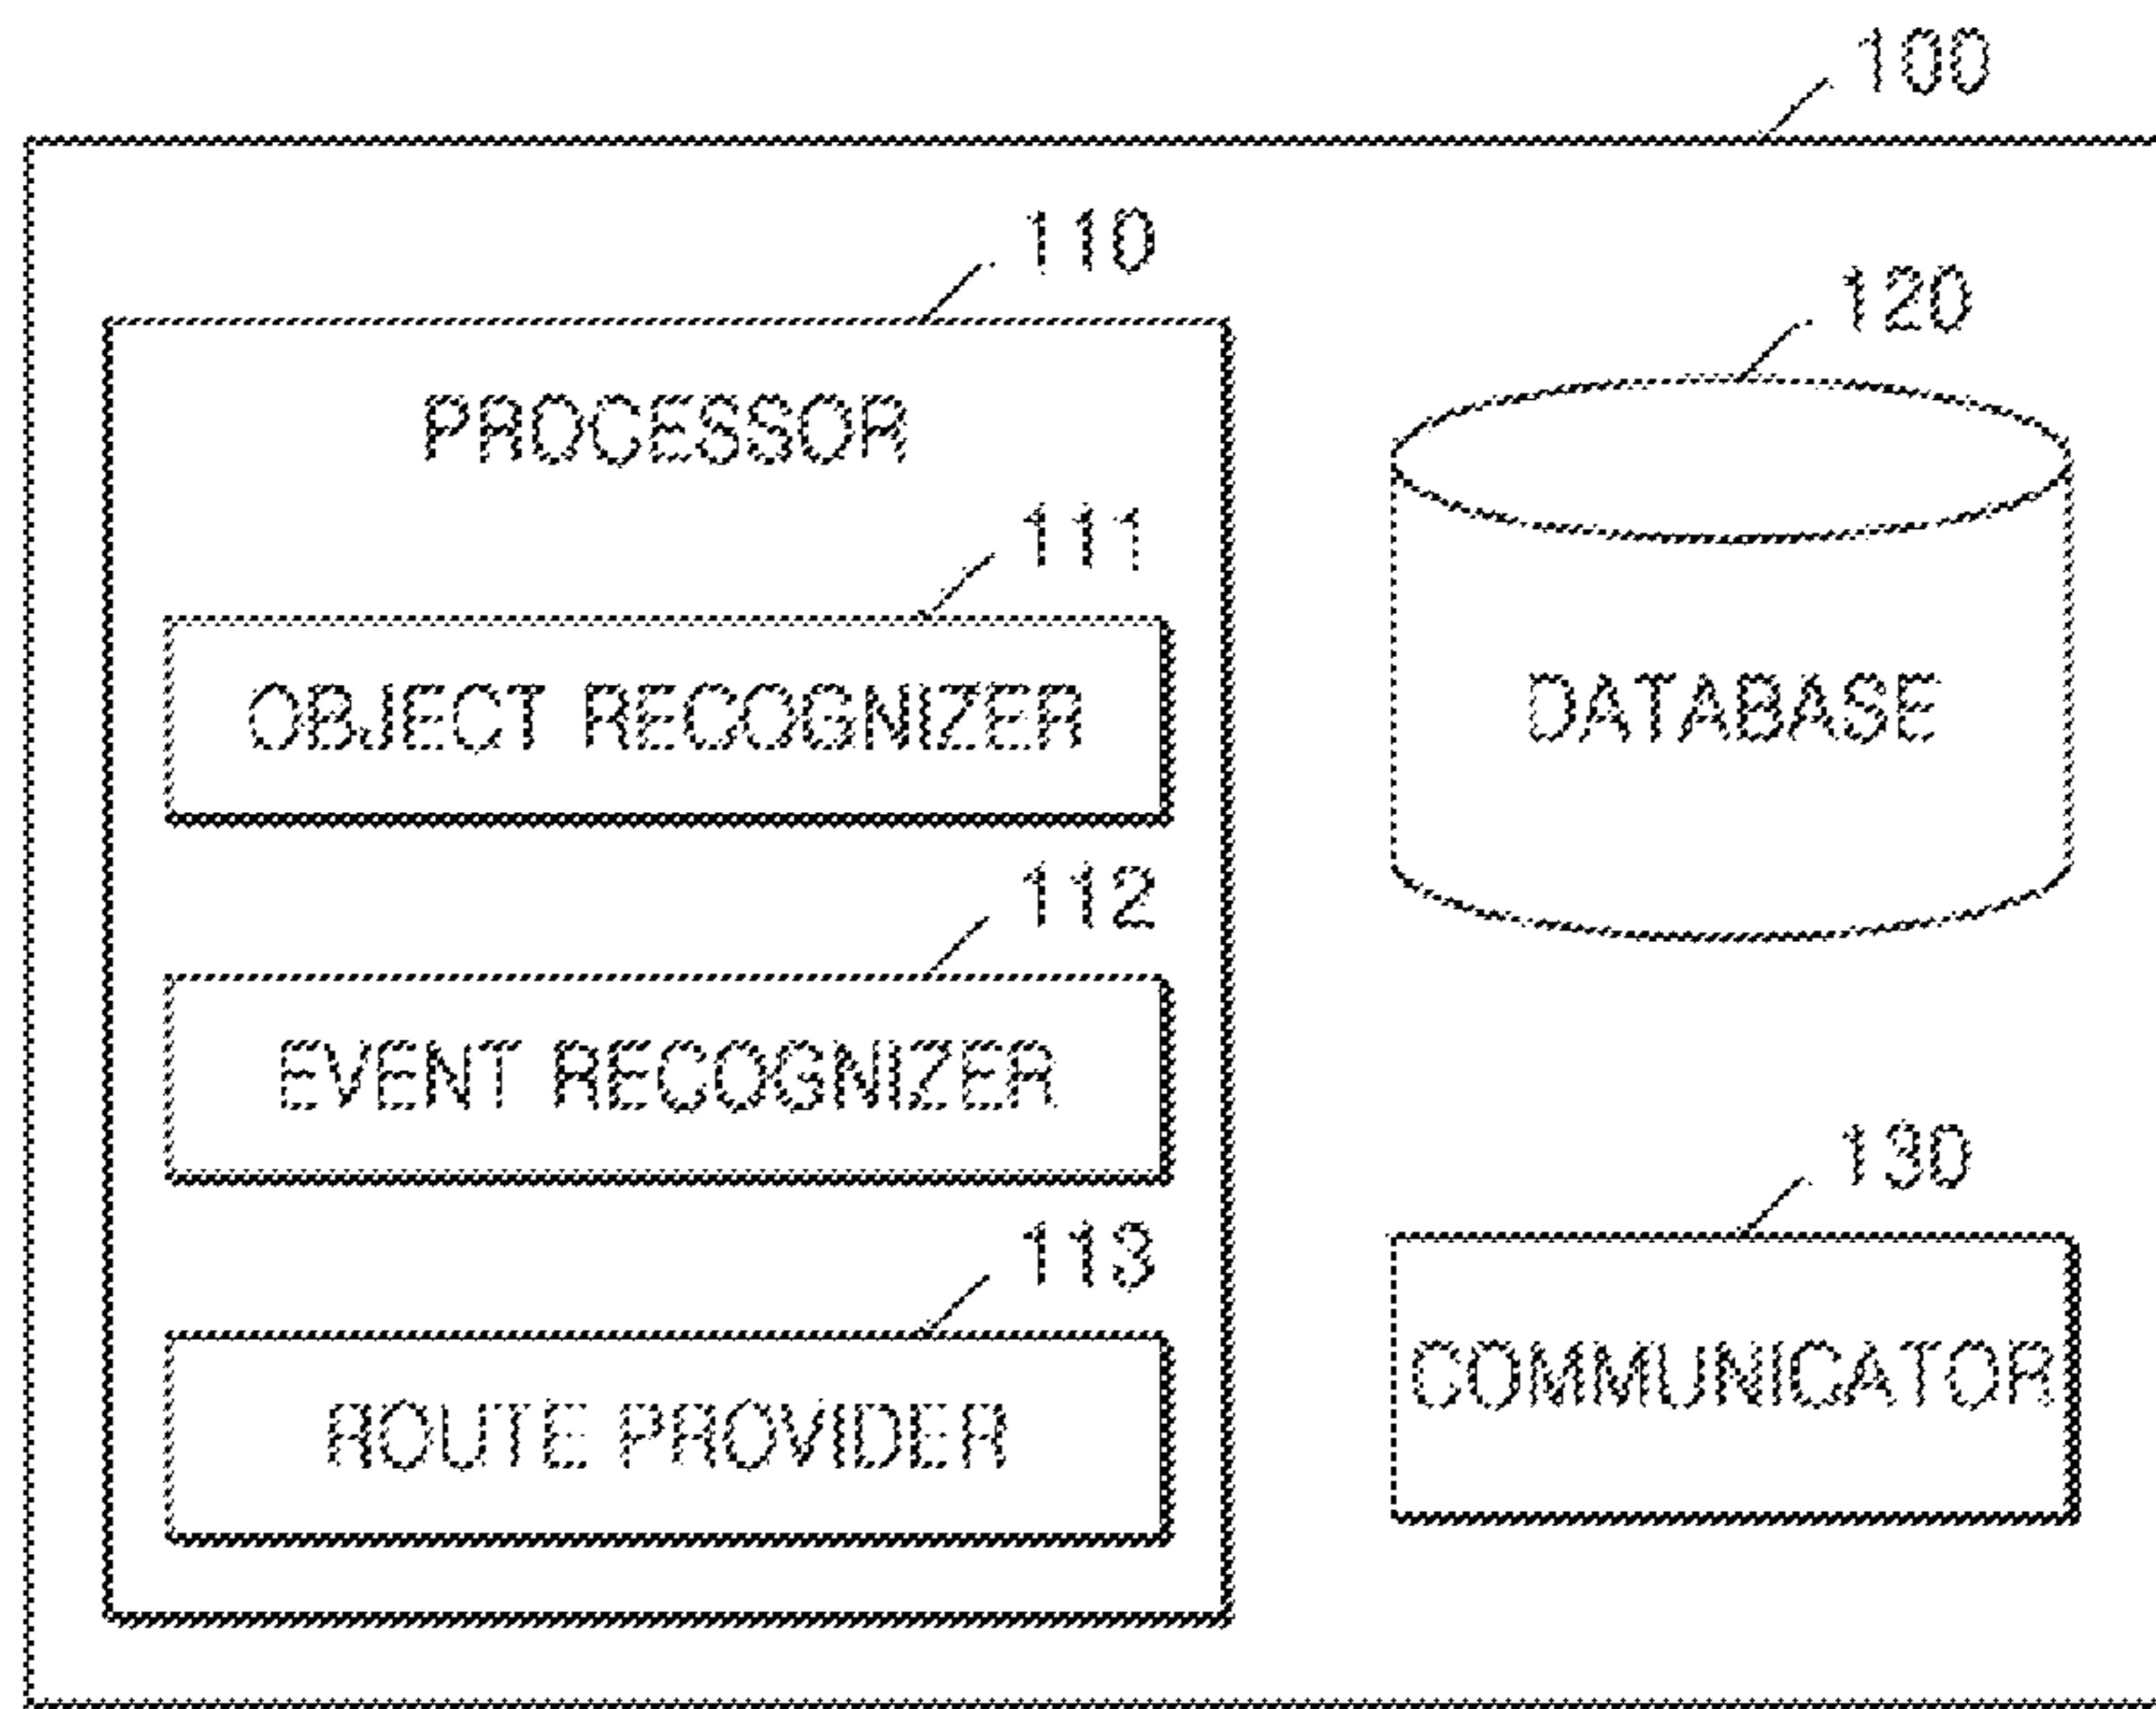 100
110
120
PROCESSOR
111
OBJECT RECOGNIZER
DATABASE
112
EVENT RECOGNIZER
130
113
COMMUNICATOR
ROUTE PROVIDER